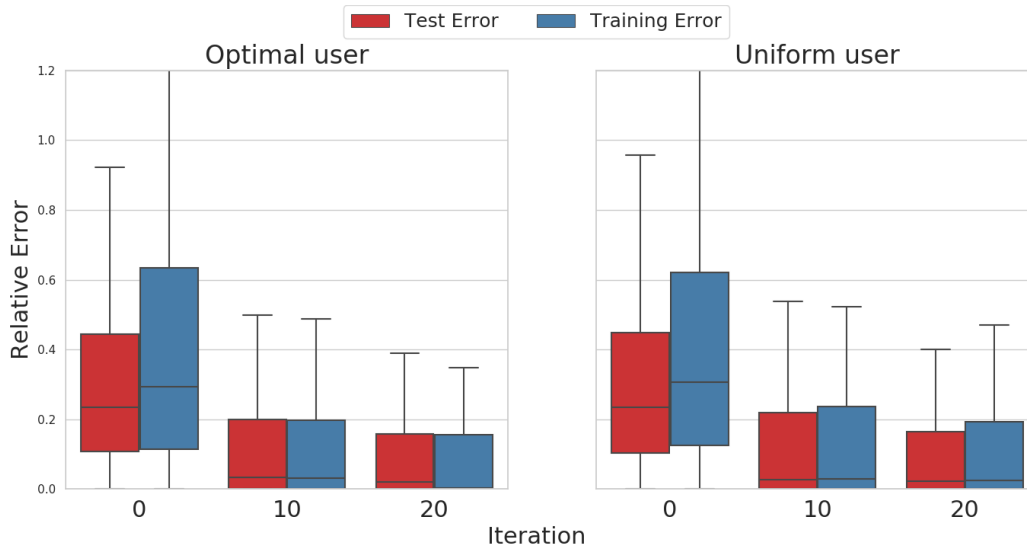 Test Error Training Error
Optimal user Uniform user
1.2
1.0
0.8
0.6
0.4
0.2
0.0
Relative Error
0 10 20 0 10 20
Iteration